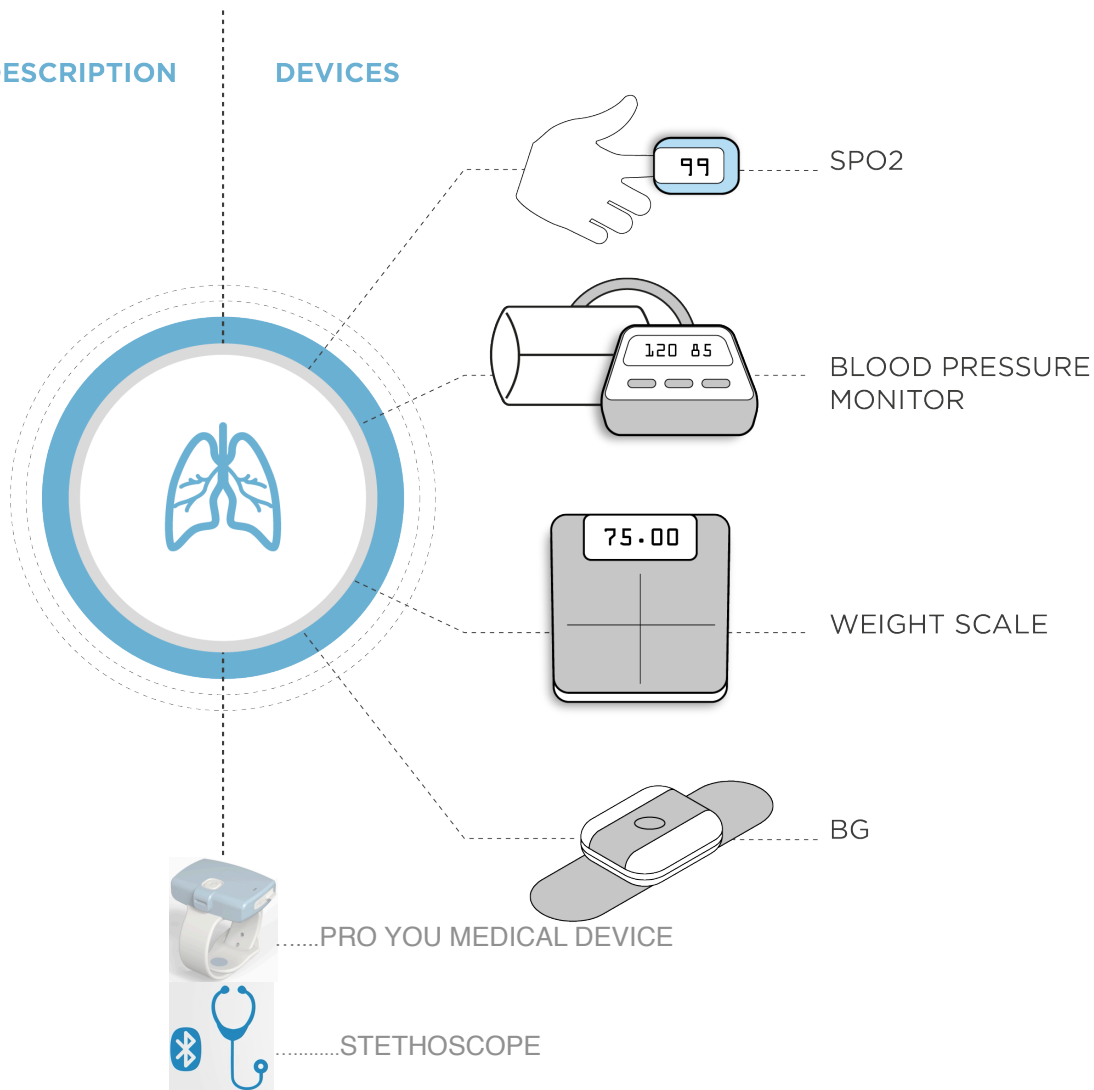 ESCRIPTION
DEVICES
99
SPO2
120 85
BLOOD PRESSURE
MONITOR
75.00
WEIGHT SCALE
BG
.......PRO YOU MEDICAL DEVICE
...........STETHOSCOPE